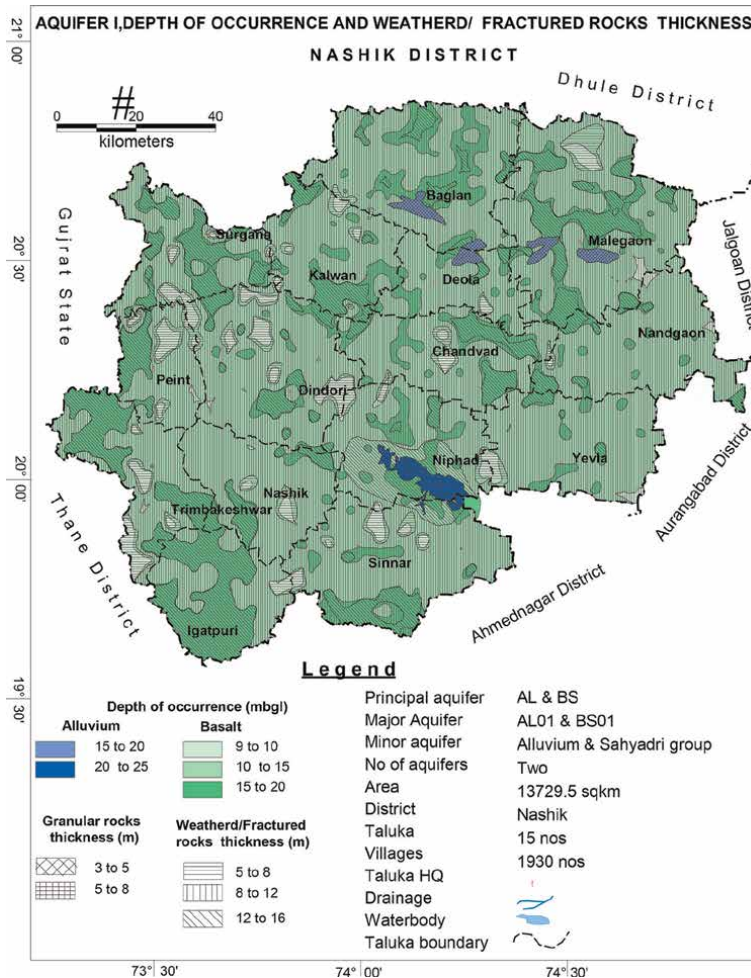 AQUIFER I,DEPTH OF OCCURRENCE AND WEATHERD/ FRACTURED ROCKS THICKNESS
NASHIK DISTRICT
21° 00'
#
0 20 40
kilometers
Dhule District
Gujrat State
20° 30'
Baglan
Surgana
Malegaon
Jalgoan District
Kalwan
Deola
Nandgaon
Chandvad
Peint
Dindori
Niphad
Yevla
20° 00'
Nashik
Trimbakeshwar
Aurangabad District
Thane District
Sinnar
Ahmednagar District
Igatpuri
19° 30'
Legend
Depth of occurrence (mbgl)
Alluvium
15 to 20
20 to 25
Basalt
9 to 10
10 to 15
15 to 20
Granular rocks
thickness (m)
3 to 5
5 to 8
Weatherd/Fractured
rocks thickness (m)
5 to 8
8 to 12
12 to 16
Principal aquifer AL & BS
Major Aquifer AL01 & BS01
Minor aquifer Alluvium & Sahyadri group
No of aquifers Two
Area 13729.5 sqkm
District Nashik
Taluka 15 nos
Villages 1930 nos
Taluka HQ
Drainage
Waterbody
Taluka boundary
73° 30' 74° 00' 74° 30'